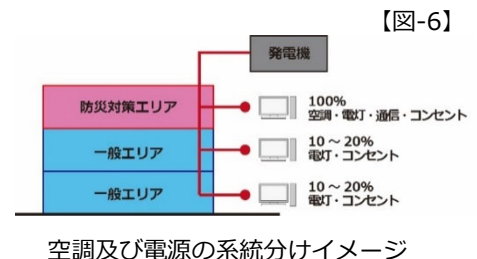 【図-6】
発電機
防災対策エリア
100%
空調・電灯・通信・コンセント
一般エリア
10～20%
電灯・コンセント
一般エリア
10～20%
電灯・コンセント
空調及び電源の系統分けイメージ